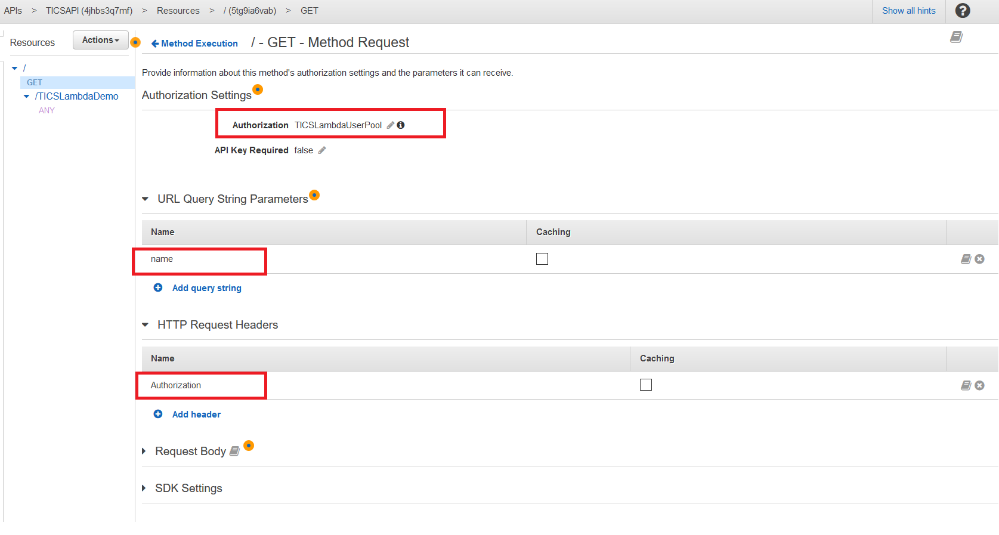 APIs > TICSAPI (4jhbs3q7mf) > Resources > / (5tg9ia6vab) > GET
Show all hints
?
Resources
Actions
Method Execution
/ - GET - Method Request
/
GET
/TICSLambdaDemo
ANY
Provide information about this method's authorization settings and the parameters it can receive.
Authorization Settings
Authorization TICSLambdaUserPool
API Key Required false
URL Query String Parameters
Name Caching
name
Add query string
HTTP Request Headers
Name Caching
Authorization
Add header
Request Body
SDK Settings